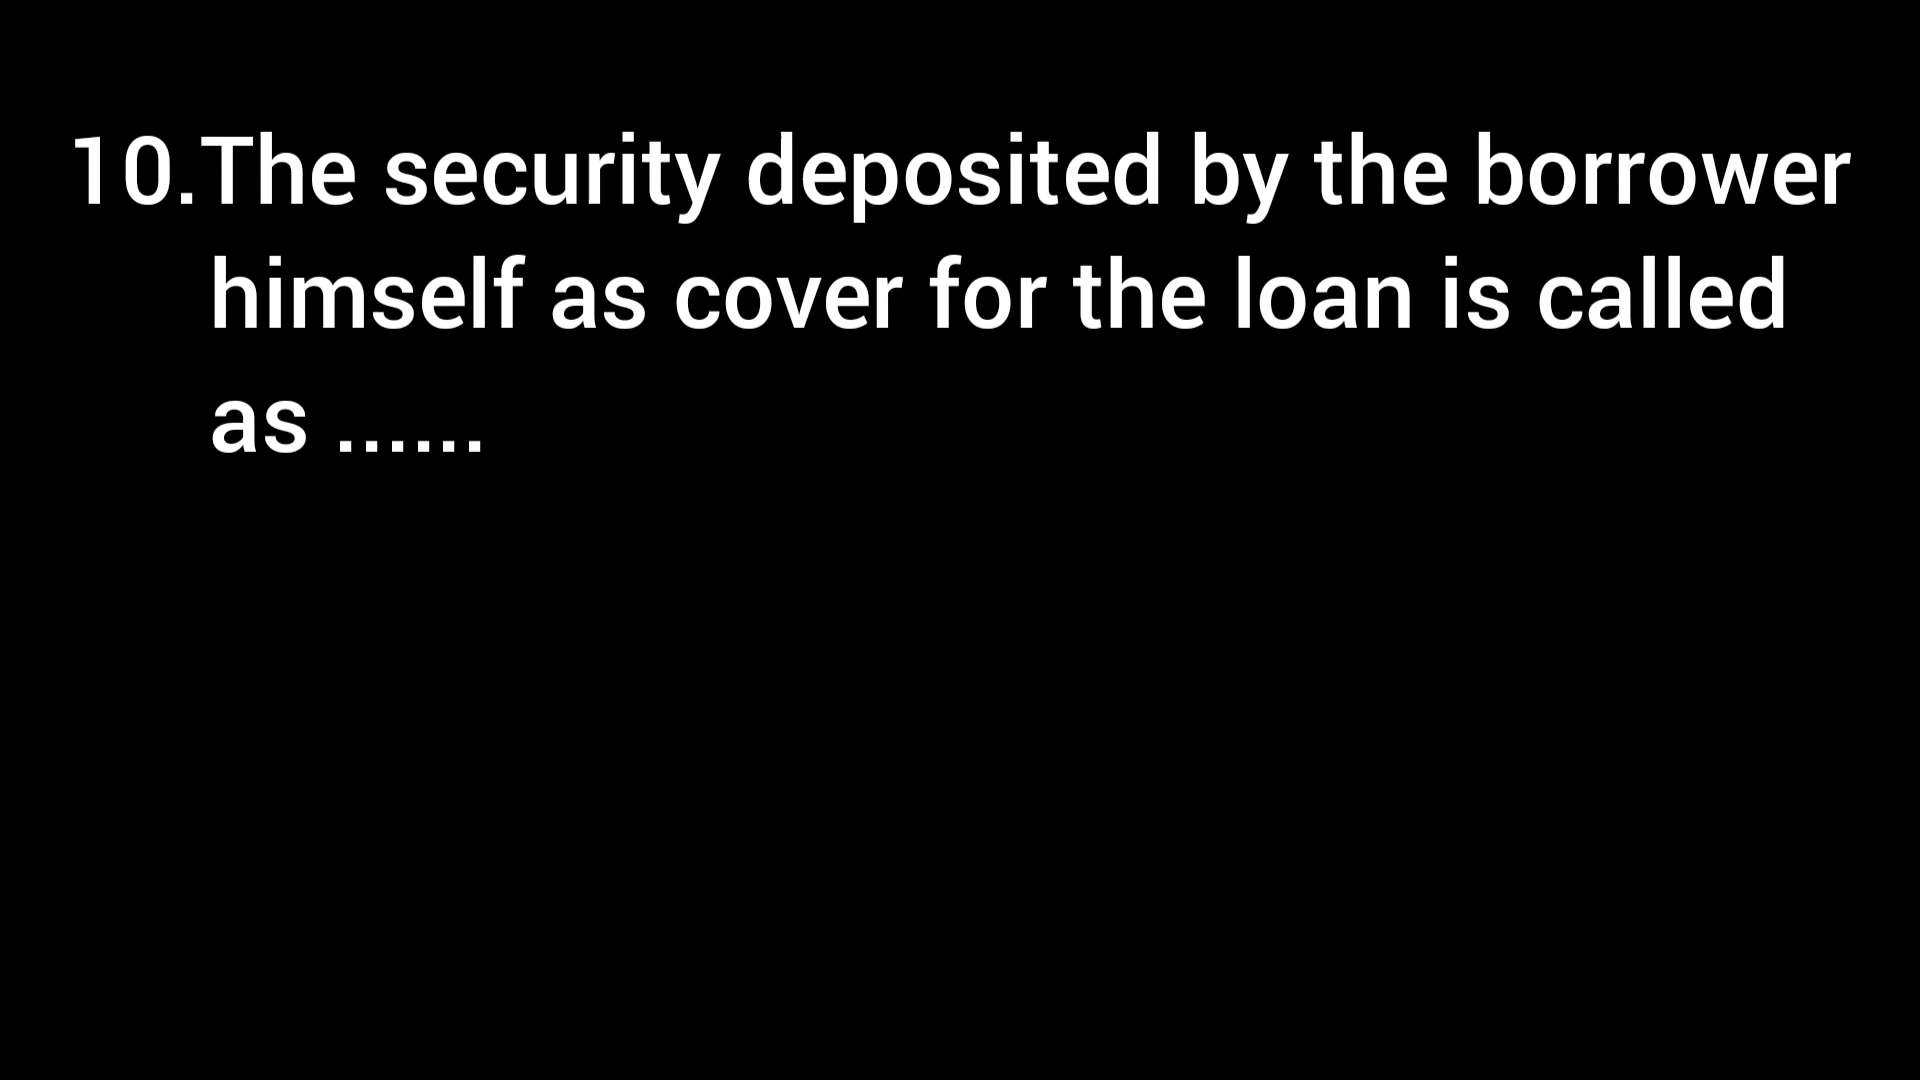 10.The security deposited by the borrower
himself as cover for the loan is called
as ......